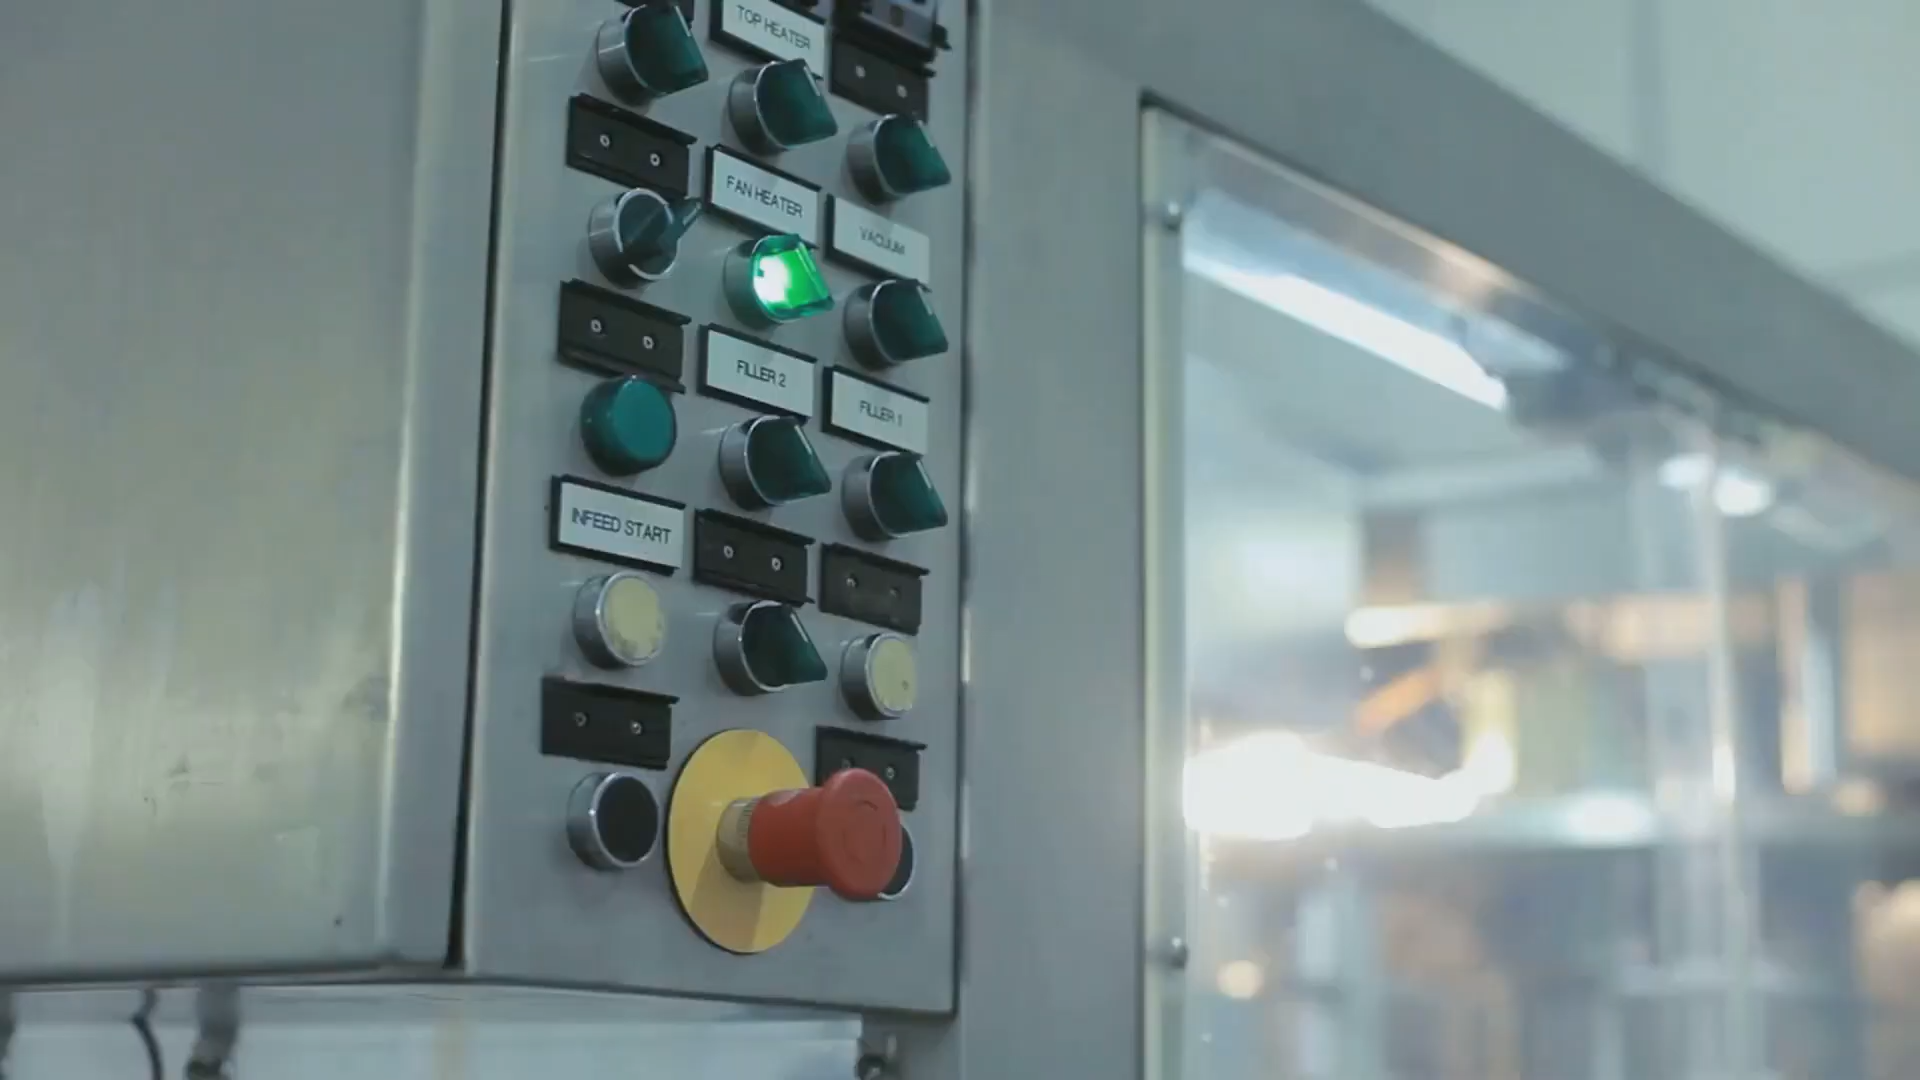 TOP HEATER
FAN HEATER
VACUUM
FILLER 2
FILLER 1
INFEED START